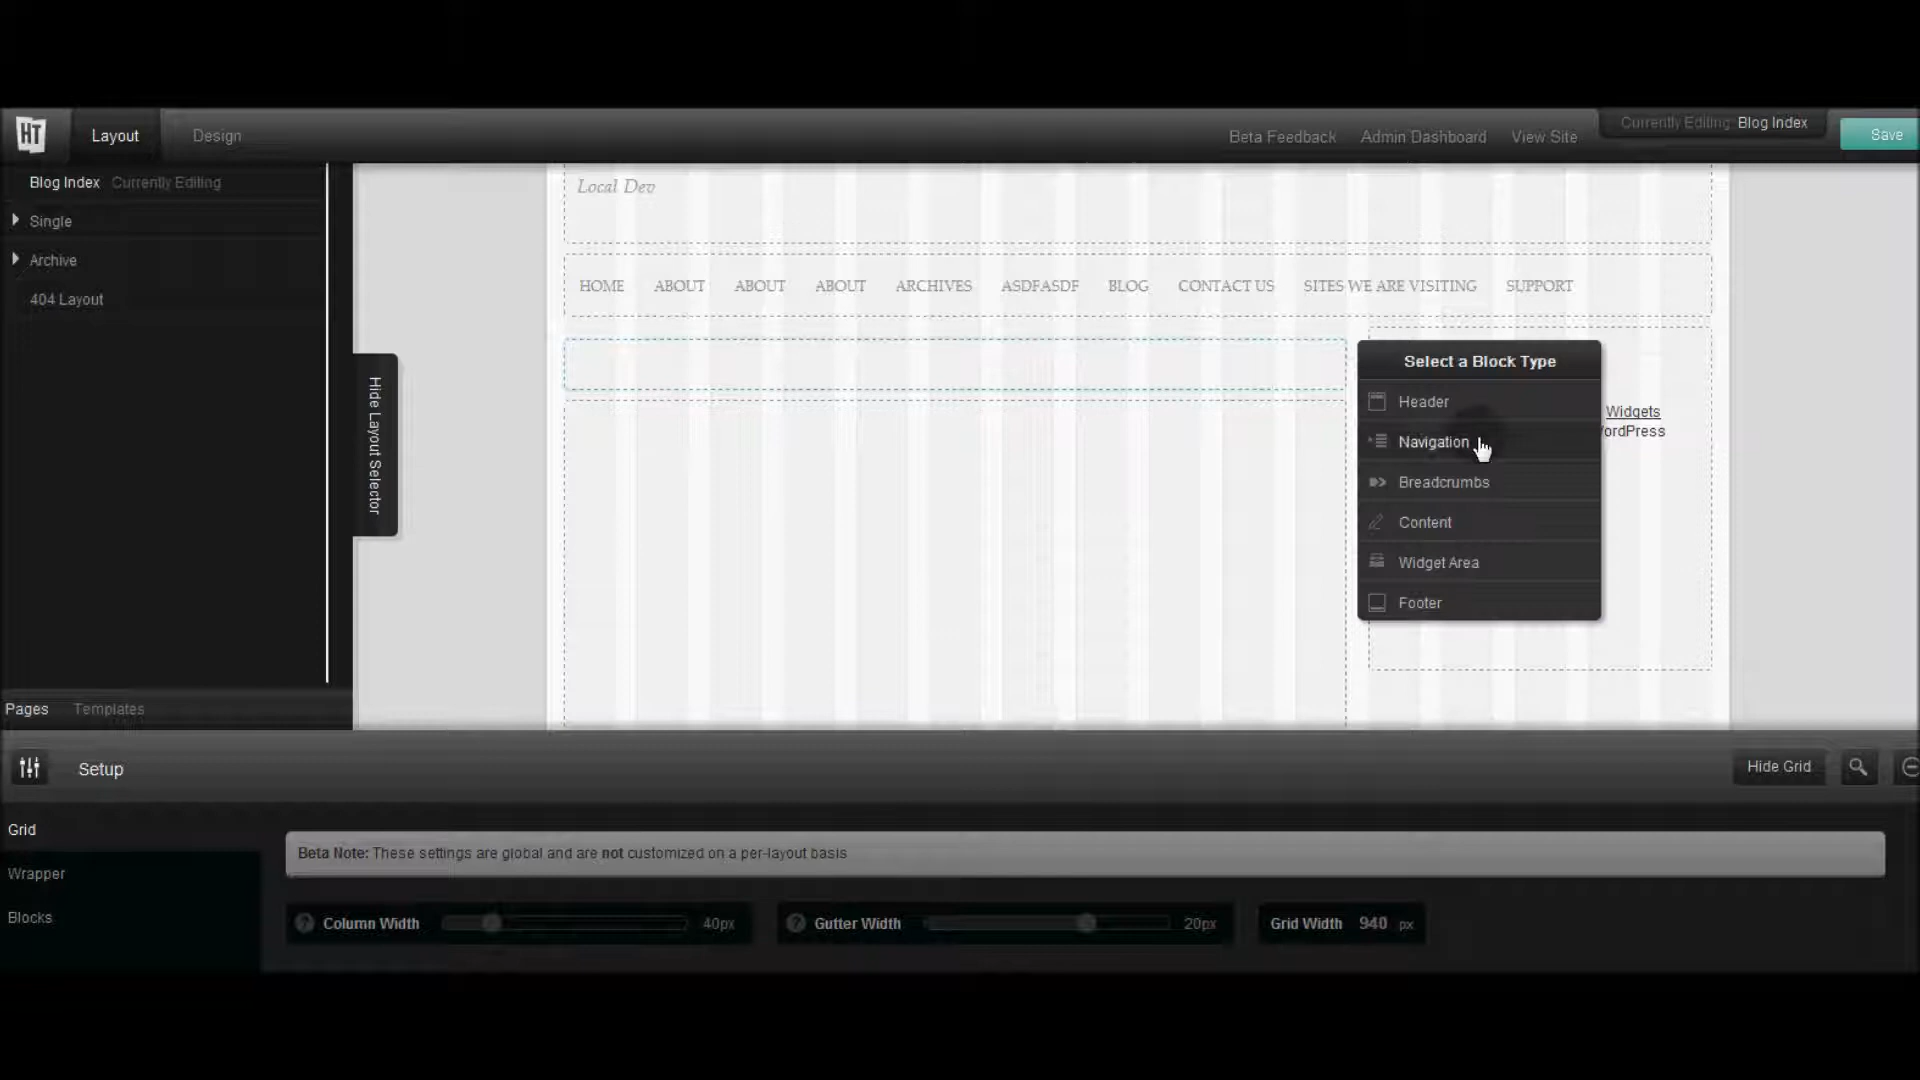 HT
Layout
Design
Beta Feedback
Admin Dashboard
View Site
Currently Editing Blog Index
Save
Blog Index Currently Editing
Single
Archive
404 Layout
Hide Layout Selector
Local Dev
HOME ABOUT ABOUT ABOUT ARCHIVES ASDFASDF BLOG CONTACT US SITES WE ARE VISITING SUPPORT
Select a Block Type
Header
Navigation
Breadcrumbs
Content
Widget Area
Footer
Widgets
ordPress
Pages Templates
Setup
Hide Grid
Grid
Wrapper
Blocks
Beta Note: These settings are global and are not customized on a per-layout basis
? Column Width 40px
? Gutter Width 20px
Grid Width 940 px